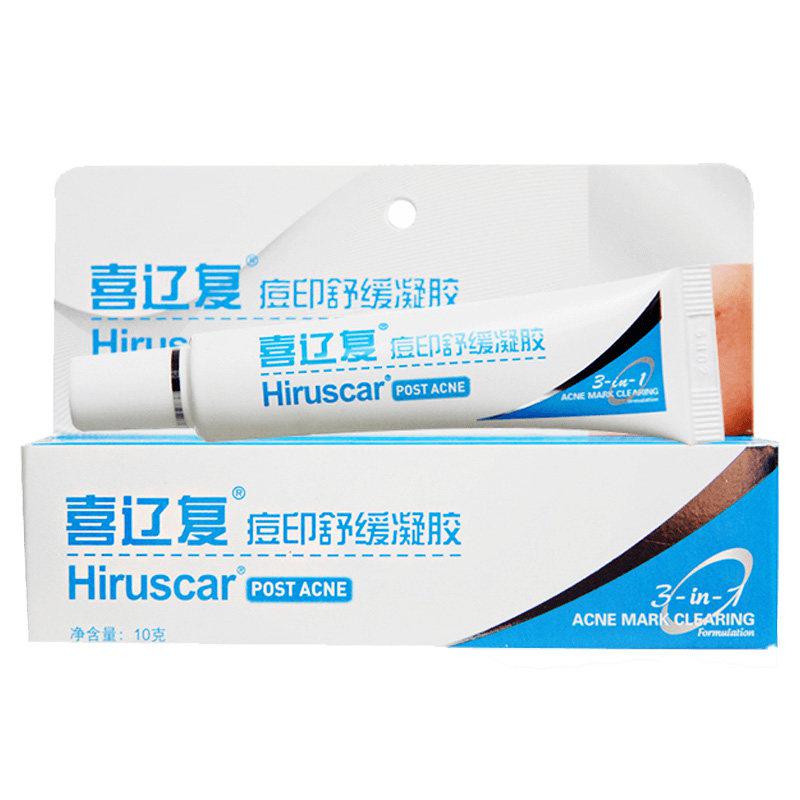 喜辽复® 痘印舒缓凝胶
Hiruscar
喜辽复® 痘印舒缓凝胶
Hiruscar® POST ACNE
3-in-1
ACNE MARK CLEARING
Formulation
喜辽复® 痘印舒缓凝胶
Hiruscar® POST ACNE
净含量：10克
3-in-1
ACNE MARK CLEARING
Formulation